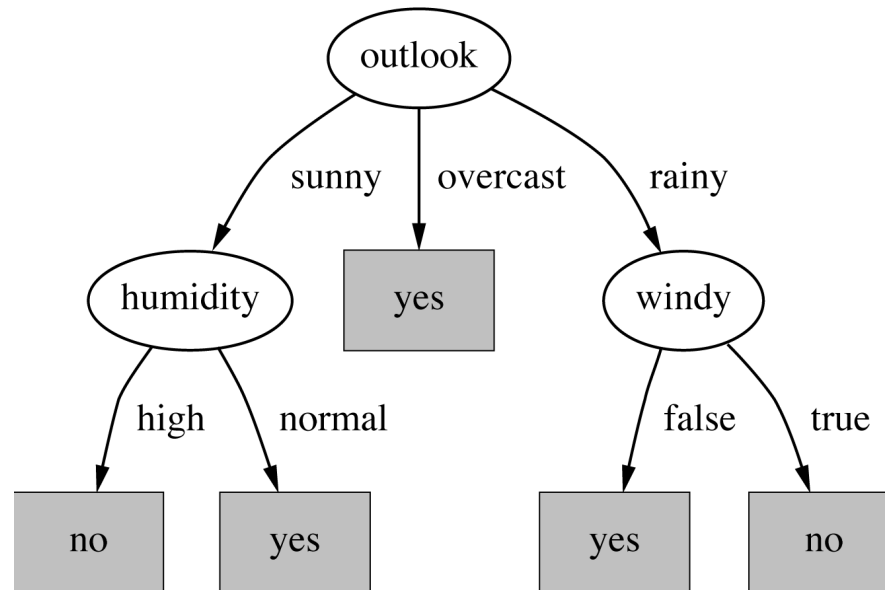 outlook
sunny overcast rainy
humidity yes windy
high normal false true
no yes yes no